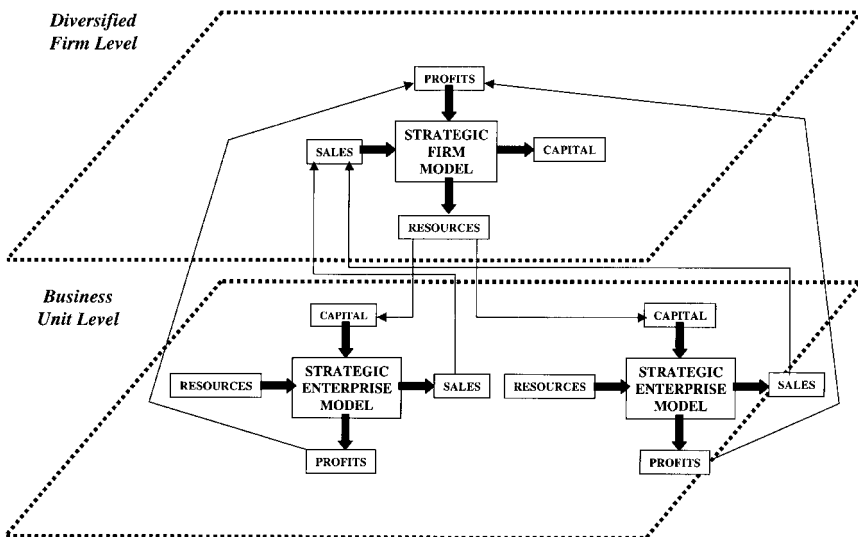 Diversified
Firm Level
PROFITS
SALES
STRATEGIC
FIRM
MODEL
CAPITAL
RESOURCES
Business
Unit Level
CAPITAL
RESOURCES
STRATEGIC
ENTERPRISE
MODEL
SALES
PROFITS
CAPITAL
RESOURCES
STRATEGIC
ENTERPRISE
MODEL
SALES
PROFITS